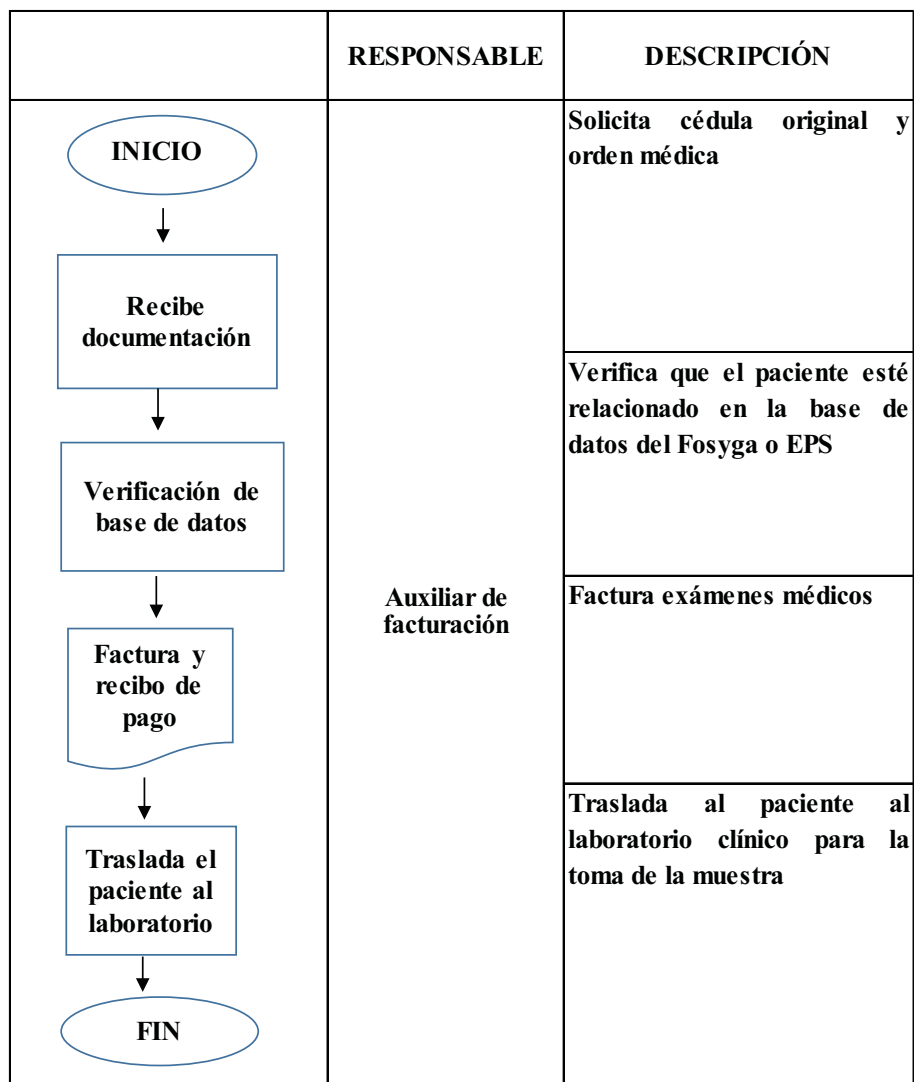 RESPONSABLE
DESCRIPCIÓN
INICIO
Solicita cédula original y
orden médica
Recibe
documentación
Verifica que el paciente esté
relacionado en la base de
datos del Fosyga o EPS
Verificación de
base de datos
Auxiliar de
facturación
Factura exámenes médicos
Factura y
recibo de
pago
Traslada al paciente al
laboratorio clínico para la
toma de la muestra
Traslada el
paciente al
laboratorio
FIN